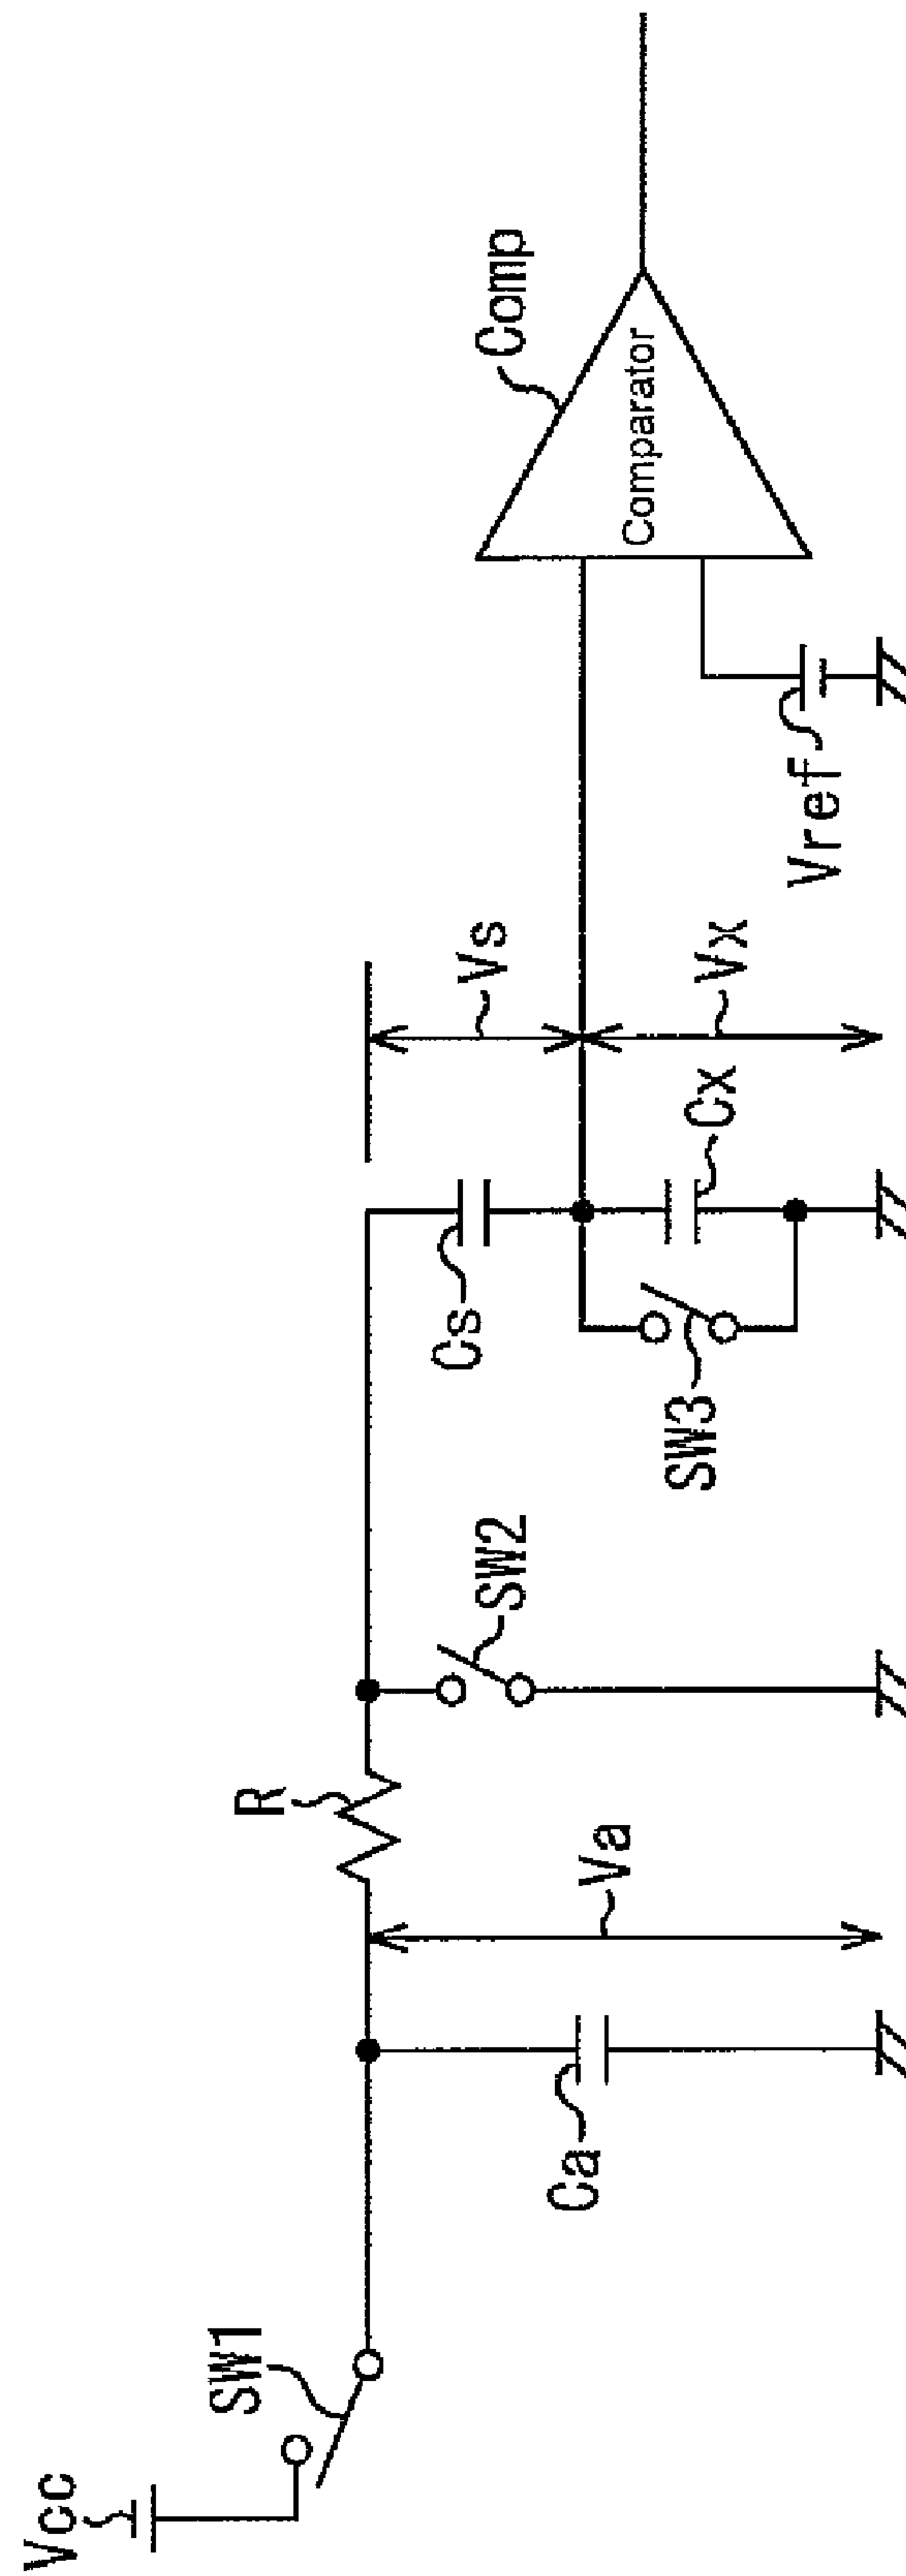 Vcc
SW1
Ca
Va
R
SW2
Cs
SW3
Cx
Vs
Vx
Vref
Comp
Comparator